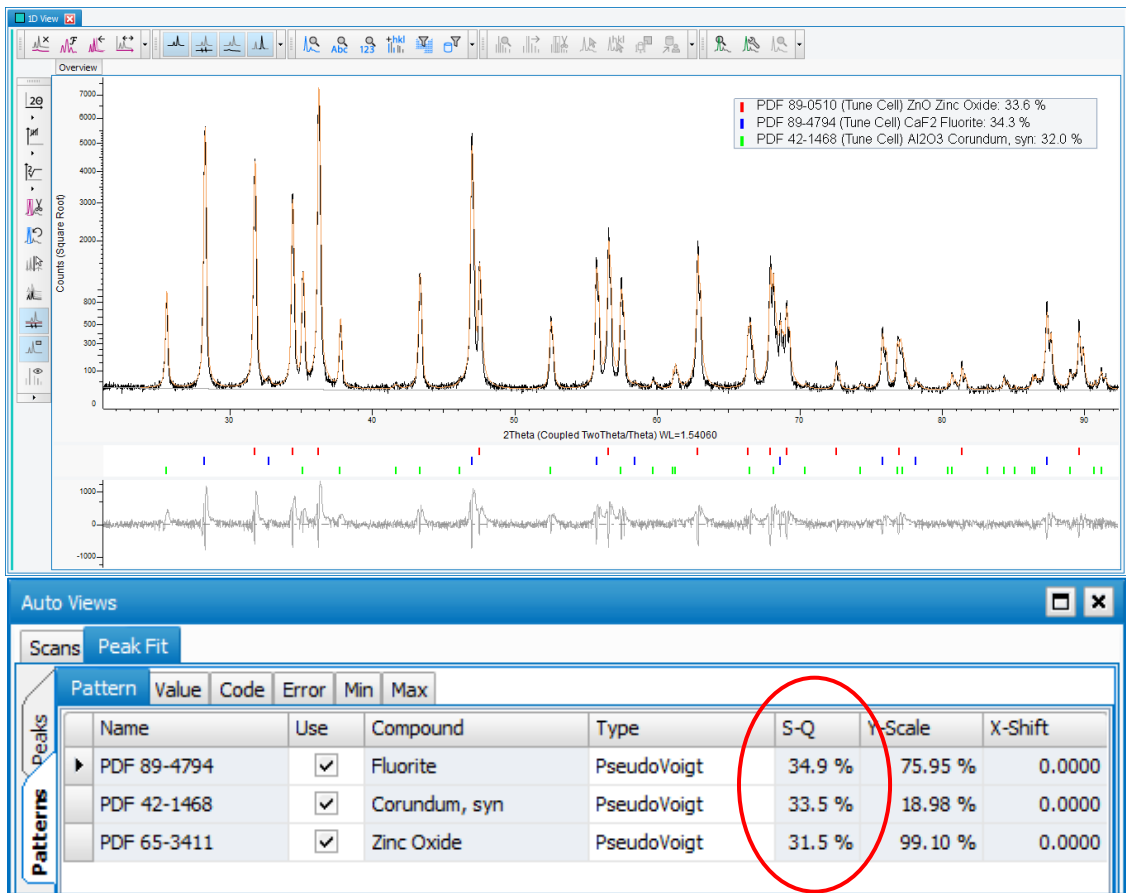 1D View
Abc 123 hkl
hkl
Overview
2Θ
7000
6000
5000
4000
3000
2000
800
500
300
100
0
Counts (Square Root)
PDF 89-0510 (Tune Cell) ZnO Zinc Oxide: 33.6 %
PDF 89-4794 (Tune Cell) CaF2 Fluorite: 34.3 %
PDF 42-1468 (Tune Cell) Al2O3 Corundum, syn: 32.0 %
30 40 50 60 70 80 90
2Theta (Coupled TwoTheta/Theta) WL=1.54060
1000
0
-1000
Auto Views
Scans Peak Fit
Peaks
Patterns
Pattern Value Code Error Min Max
Name Use Compound Type S-Q Y-Scale X-Shift
PDF 89-4794 Fluorite PseudoVoigt 34.9 % 75.95 % 0.0000
PDF 42-1468 Corundum, syn PseudoVoigt 33.5 % 18.98 % 0.0000
PDF 65-3411 Zinc Oxide PseudoVoigt 31.5 % 99.10 % 0.0000